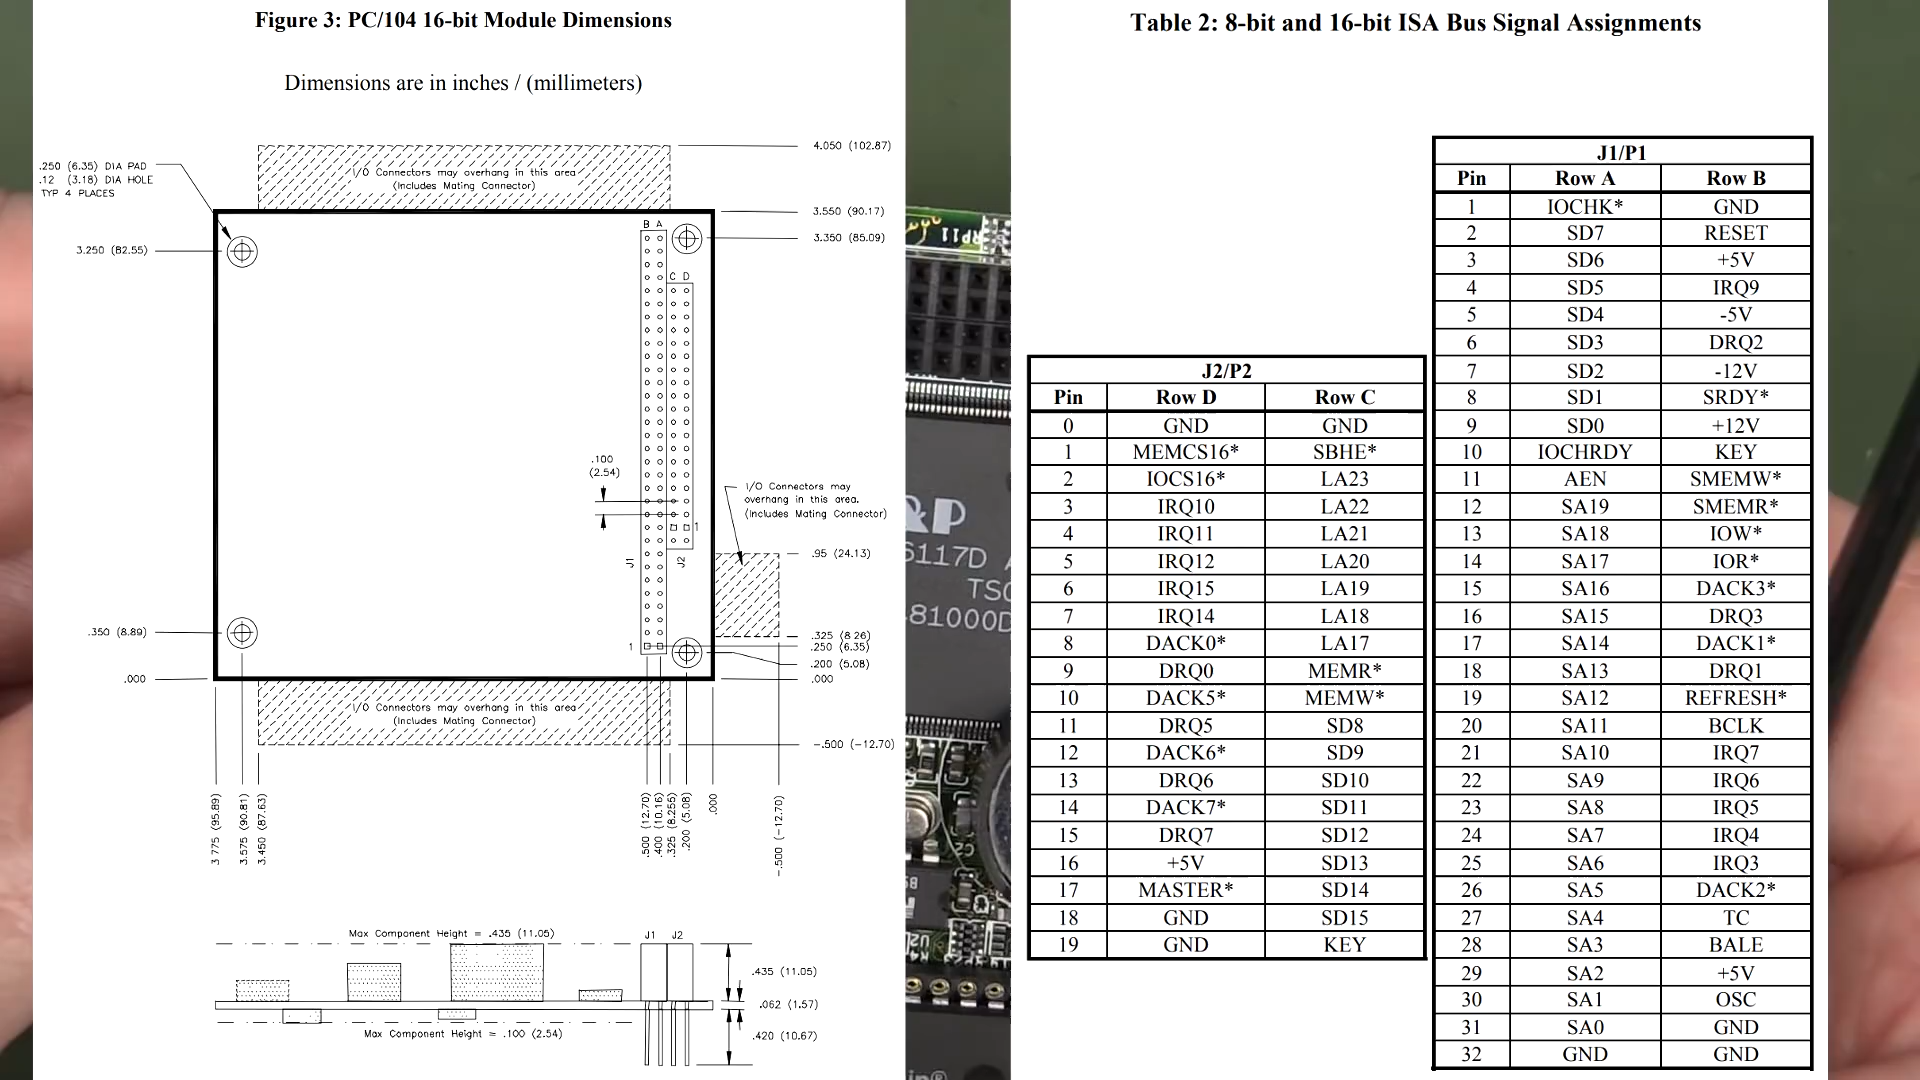 Figure 3: PC/104 16-bit Module Dimensions
Dimensions are in inches / (millimeters)
4.050 (102.87)
.250 (6.35) DIA PAD
.12 (3.18) DIA HOLE
TYP 4 PLACES
I/O Connectors may overhang in this area
(Includes Mating Connector)
3.550 (90.17)
B A
3.350 (85.09)
3.250 (82.55)
C D
.100
(2.54)
I/O Connectors may
overhang in this area.
(Includes Mating Connector)
1
.95 (24.13)
J1
J2
.350 (8.89)
.325 (8.26)
1
.250 (6.35)
.200 (5.08)
.000
.000
I/O Connectors may overhang in this area
(Includes Mating Connector)
-.500 (-12.70)
3 775 (95.89)
3.575 (90.81)
3.450 (87.63)
.500 (12.70)
.400 (10.16)
.325 (8.255)
.200 (5.08)
.000
-.500 (-12.70)
Max Component Height = .435 (11.05)
J1 J2
.435 (11.05)
.062 (1.57)
Max Component Height = .100 (2.54)
.420 (10.67)
RP11
&P
S117D
TSC
481000D
Table 2: 8-bit and 16-bit ISA Bus Signal Assignments
J2/P2
Pin Row D Row C
0 GND GND
1 MEMCS16* SBHE*
2 IOCS16* LA23
3 IRQ10 LA22
4 IRQ11 LA21
5 IRQ12 LA20
6 IRQ15 LA19
7 IRQ14 LA18
8 DACK0* LA17
9 DRQ0 MEMR*
10 DACK5* MEMW*
11 DRQ5 SD8
12 DACK6* SD9
13 DRQ6 SD10
14 DACK7* SD11
15 DRQ7 SD12
16 +5V SD13
17 MASTER* SD14
18 GND SD15
19 GND KEY
J1/P1
Pin Row A Row B
1 IOCHK* GND
2 SD7 RESET
3 SD6 +5V
4 SD5 IRQ9
5 SD4 -5V
6 SD3 DRQ2
7 SD2 -12V
8 SD1 SRDY*
9 SD0 +12V
10 IOCHRDY KEY
11 AEN SMEMW*
12 SA19 SMEMR*
13 SA18 IOW*
14 SA17 IOR*
15 SA16 DACK3*
16 SA15 DRQ3
17 SA14 DACK1*
18 SA13 DRQ1
19 SA12 REFRESH*
20 SA11 BCLK
21 SA10 IRQ7
22 SA9 IRQ6
23 SA8 IRQ5
24 SA7 IRQ4
25 SA6 IRQ3
26 SA5 DACK2*
27 SA4 TC
28 SA3 BALE
29 SA2 +5V
30 SA1 OSC
31 SA0 GND
32 GND GND